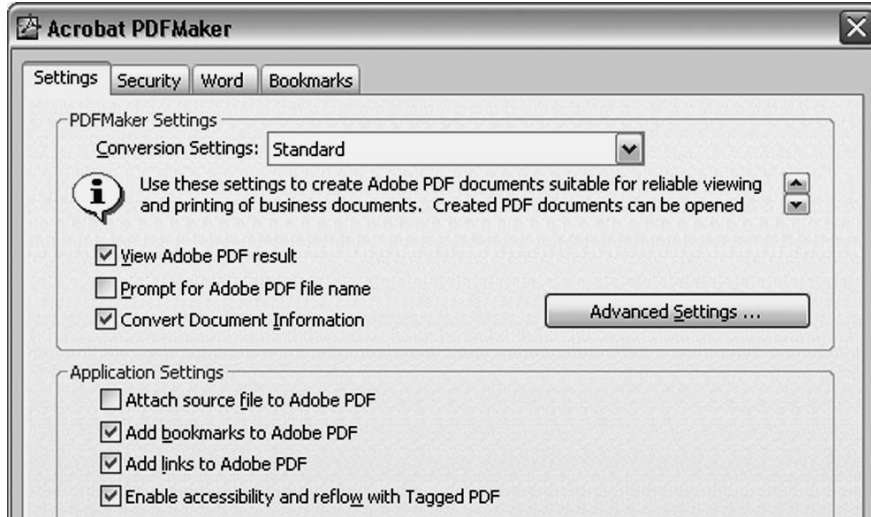 Acrobat PDFMaker
Settings Security Word Bookmarks
PDFMaker Settings
Conversion Settings: Standard
Use these settings to create Adobe PDF documents suitable for reliable viewing
and printing of business documents. Created PDF documents can be opened
View Adobe PDF result
Prompt for Adobe PDF file name
Convert Document Information
Advanced Settings ...
Application Settings
Attach source file to Adobe PDF
Add bookmarks to Adobe PDF
Add links to Adobe PDF
Enable accessibility and reflow with Tagged PDF